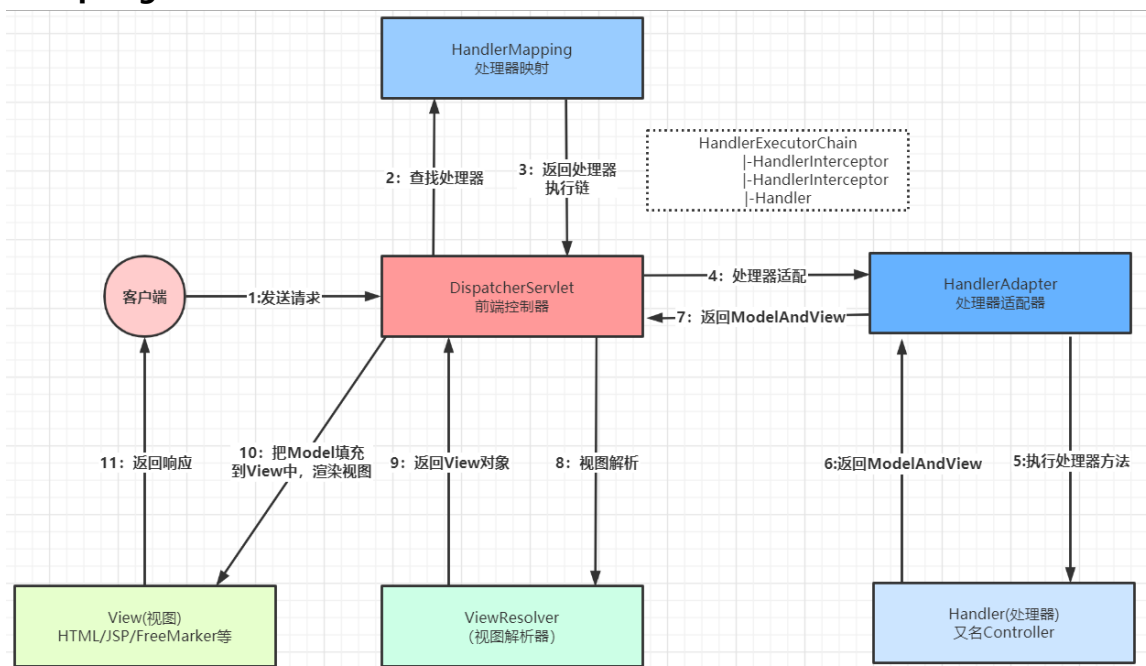 HandlerMapping
处理器映射
2：查找处理器
3：返回处理器
执行链
HandlerExecutorChain
|-HandlerInterceptor
|-HandlerInterceptor
|-Handler
客户端
1:发送请求
DispatcherServlet
前端控制器
4：处理器适配
7：返回ModelAndView
HandlerAdapter
处理器适配器
11：返回响应
10：把Model填充
到View中，渲染视图
9：返回View对象
8：视图解析
6:返回ModelAndView
5:执行处理器方法
View(视图)
HTML/JSP/FreeMarker等
ViewResolver
（视图解析器）
Handler(处理器)
又名Controller